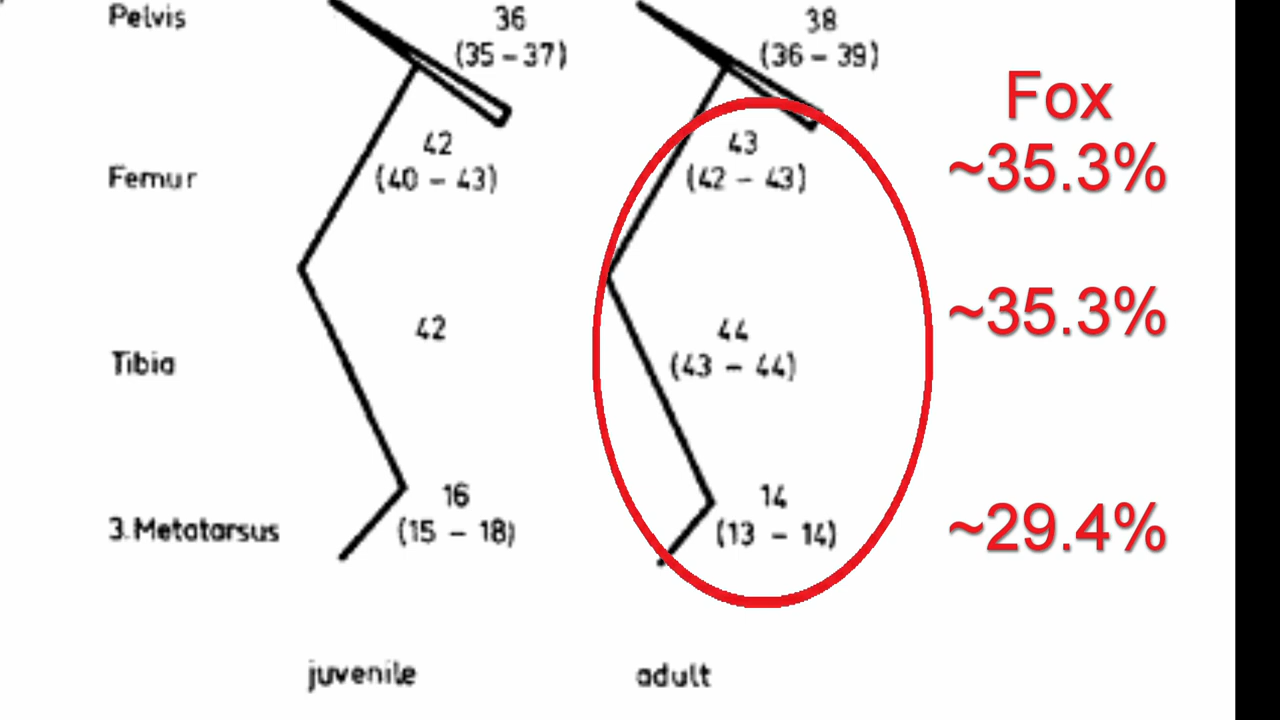 Pelvis
36
(35 – 37)
38
(36 – 39)
Fox
Femur
42
(40 – 43)
43
(42 – 43)
~35.3%
Tibia
42
44
(43 – 44)
~35.3%
3. Metatarsus
16
(15 – 18)
14
(13 – 14)
~29.4%
juvenile
adult